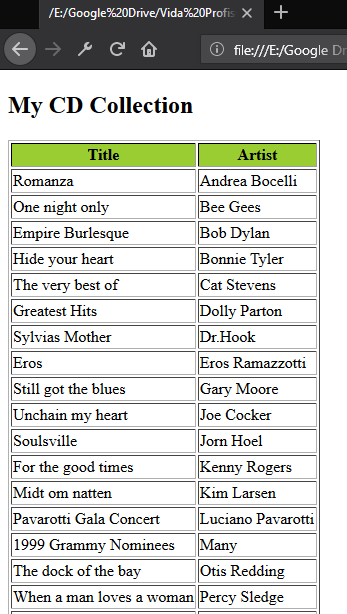 /E:/Google%20Drive/Vida%20Profis
file:///E:/Google Dr
My CD Collection
Title Artist
Romanza Andrea Bocelli
One night only Bee Gees
Empire Burlesque Bob Dylan
Hide your heart Bonnie Tyler
The very best of Cat Stevens
Greatest Hits Dolly Parton
Sylvias Mother Dr.Hook
Eros Eros Ramazzotti
Still got the blues Gary Moore
Unchain my heart Joe Cocker
Soulsville Jorn Hoel
For the good times Kenny Rogers
Midt om natten Kim Larsen
Pavarotti Gala Concert Luciano Pavarotti
1999 Grammy Nominees Many
The dock of the bay Otis Redding
When a man loves a woman Percy Sledge